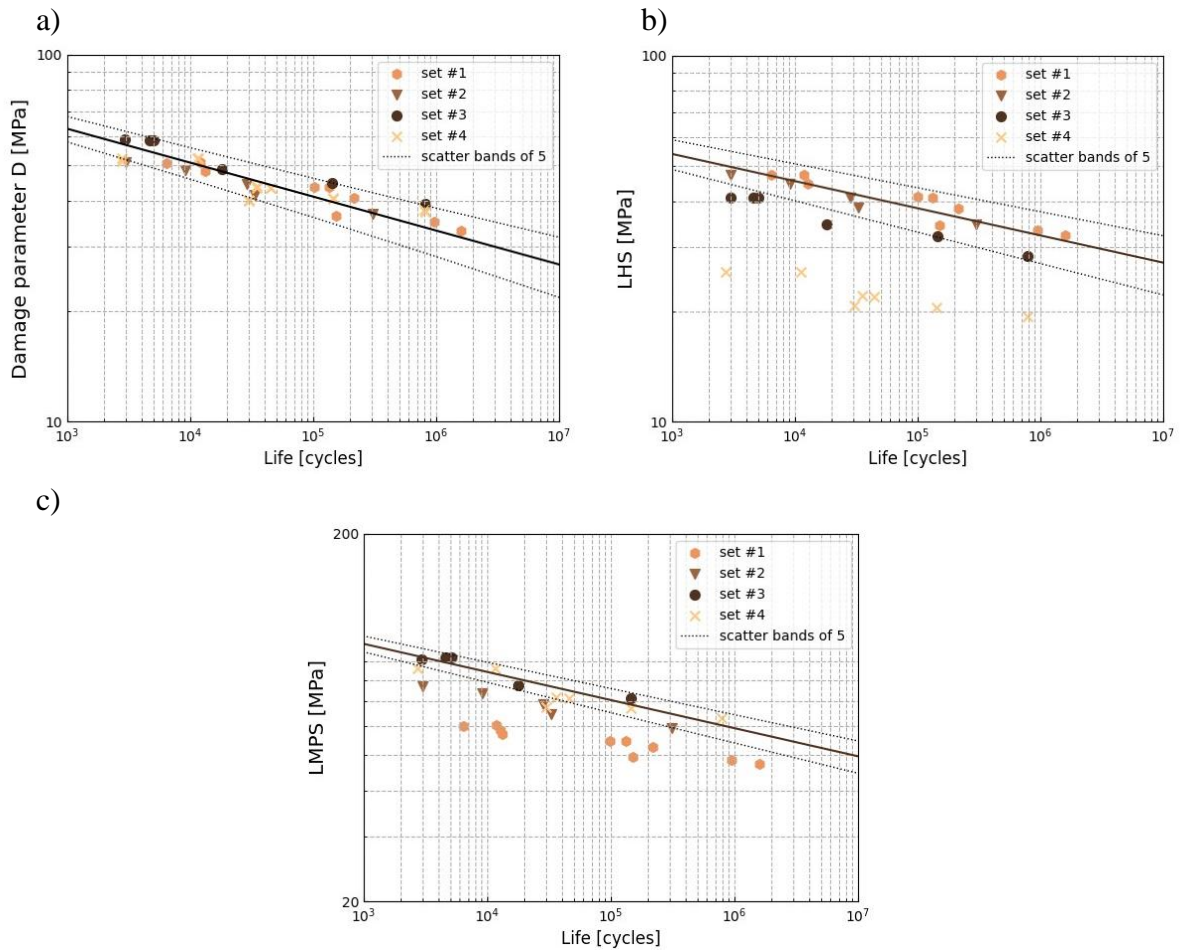 a)
100
Damage parameter D [MPa]
10
10³ 10⁴ 10⁵ 10⁶ 10⁷
Life [cycles]
set #1
set #2
set #3
set #4
scatter bands of 5
b)
100
LHS [MPa]
10
10³ 10⁴ 10⁵ 10⁶ 10⁷
Life [cycles]
set #1
set #2
set #3
set #4
scatter bands of 5
c)
200
LMPS [MPa]
20
10³ 10⁴ 10⁵ 10⁶ 10⁷
Life [cycles]
set #1
set #2
set #3
set #4
scatter bands of 5